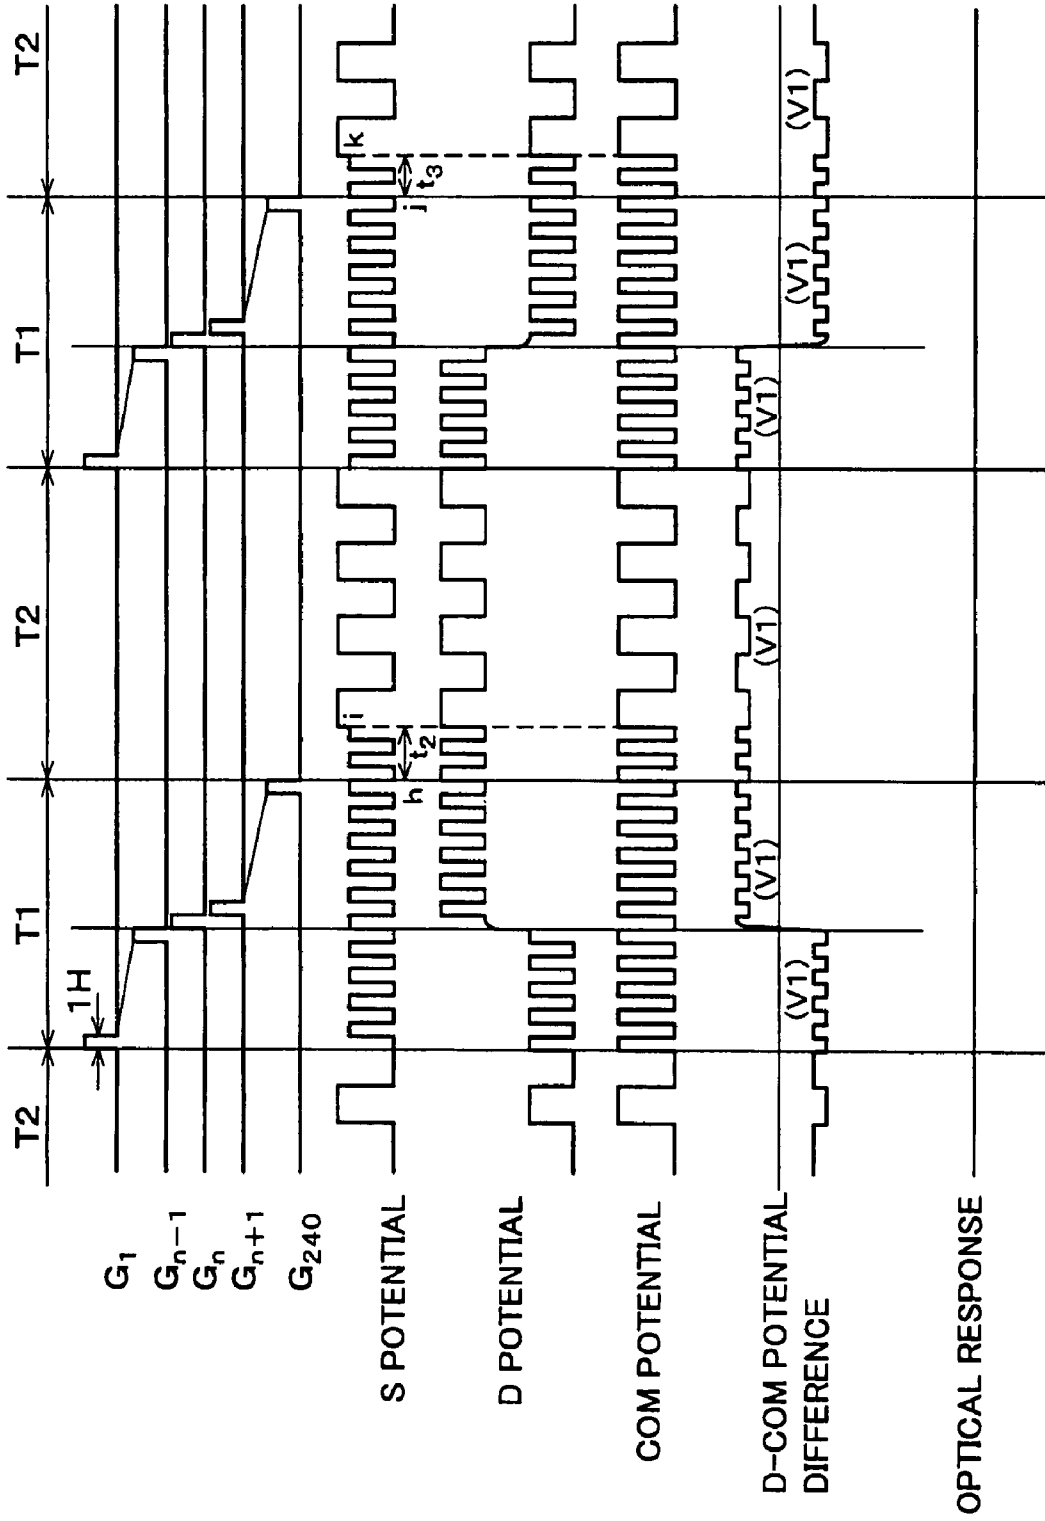 T2 T1 T2 T1 T2
1H
G1
Gn-1
Gn
Gn+1
G240
S POTENTIAL
h t2 i j t3 k
D POTENTIAL
COM POTENTIAL
D-COM POTENTIAL
DIFFERENCE
(V1) (V1) (V1) (V1) (V1) (V1)
OPTICAL RESPONSE